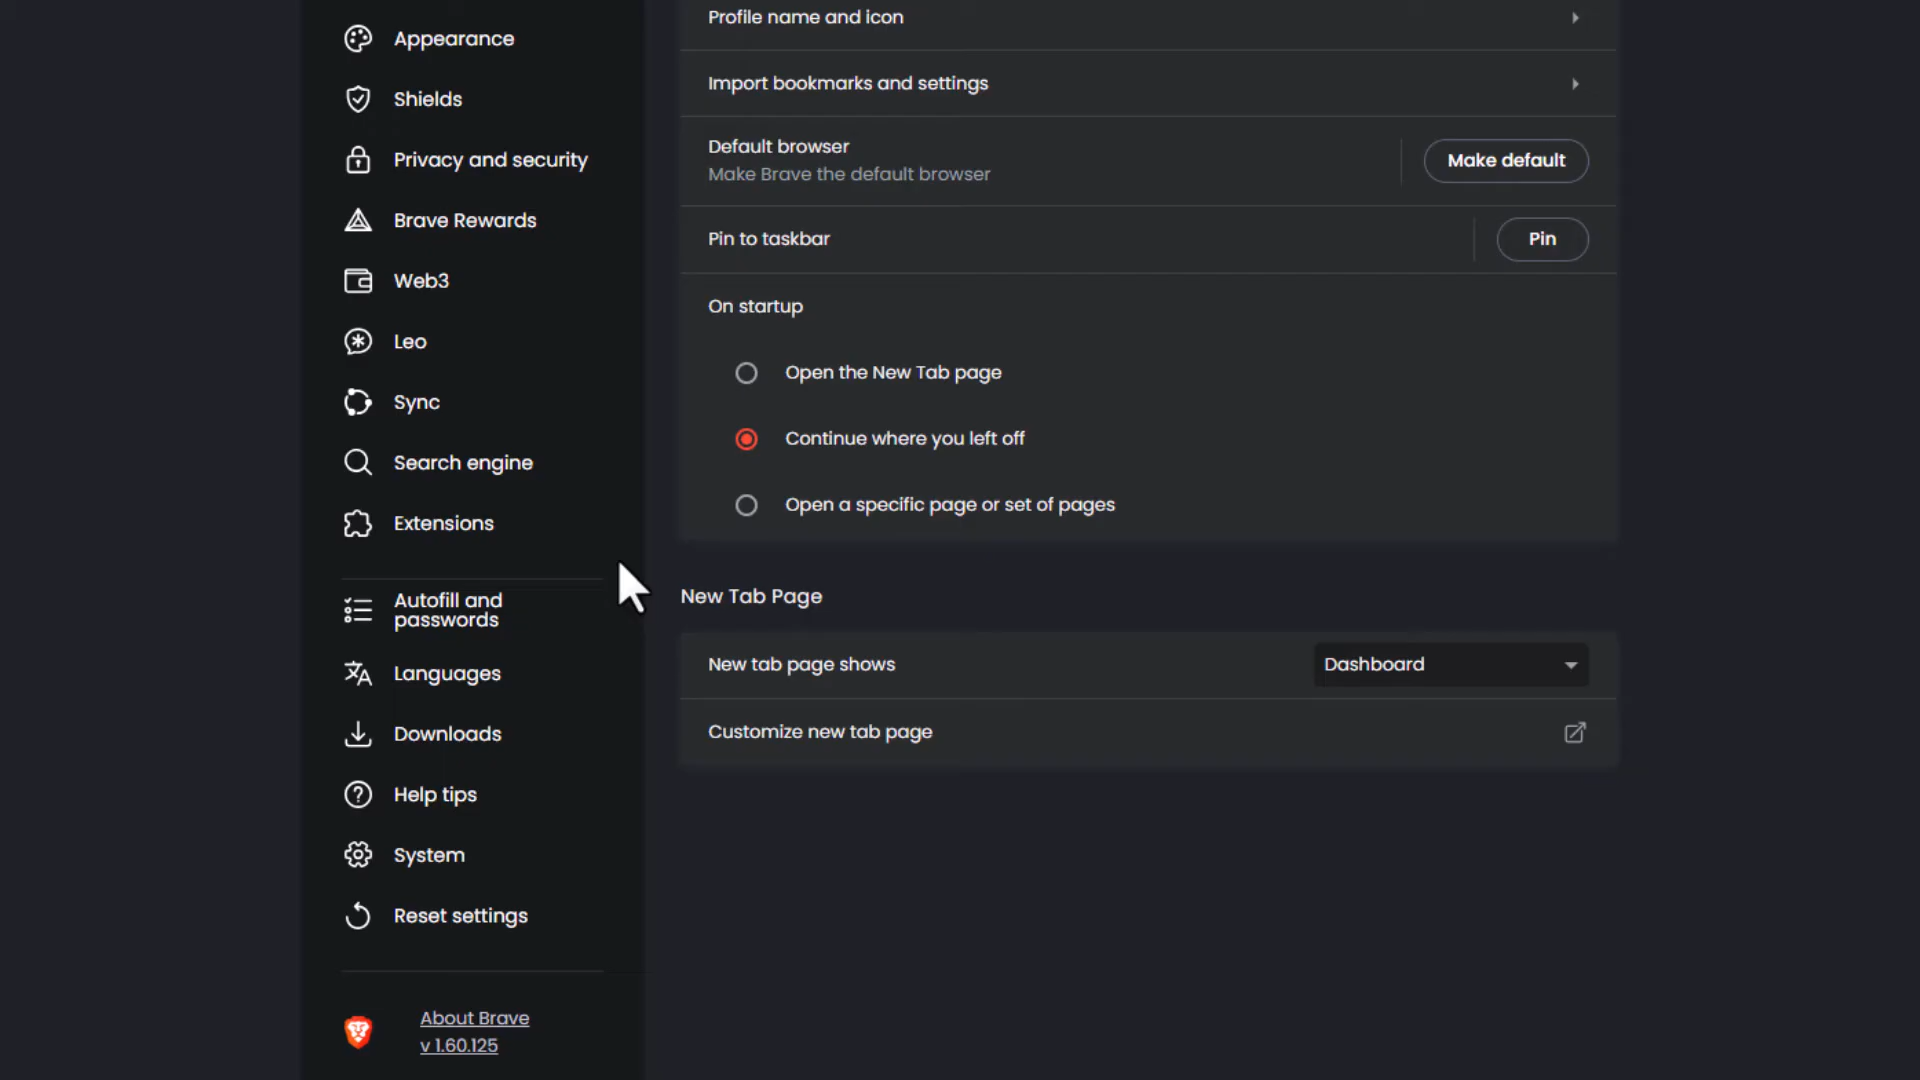 Appearance
Shields
Privacy and security
Brave Rewards
Web3
Leo
Sync
Search engine
Extensions
Autofill and
passwords
Languages
Downloads
Help tips
System
Reset settings
About Brave
v 1.60.125
Profile name and icon
Import bookmarks and settings
Default browser
Make Brave the default browser
Make default
Pin to taskbar
Pin
On startup
Open the New Tab page
Continue where you left off
Open a specific page or set of pages
New Tab Page
New tab page shows
Dashboard
Customize new tab page